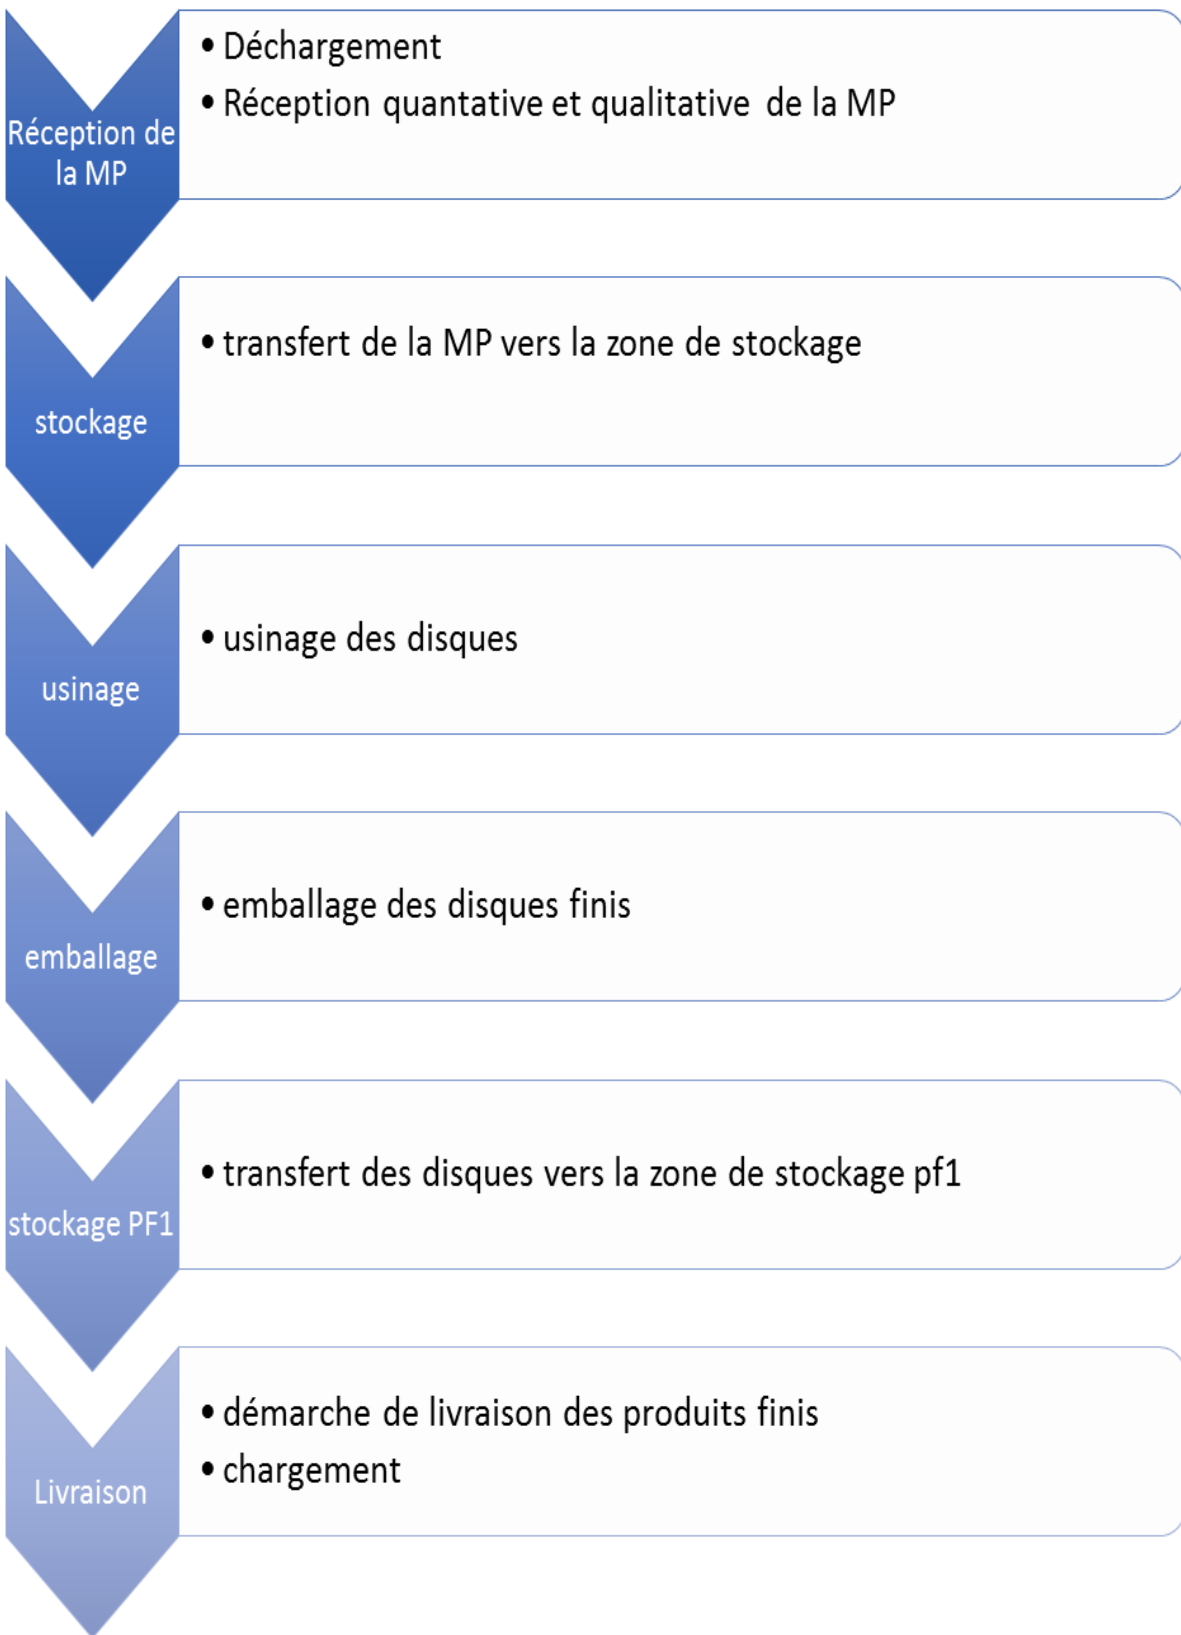 • Déchargement
• Réception quantative et qualitative de la MP
Réception de
la MP
• transfert de la MP vers la zone de stockage
stockage
• usinage des disques
usinage
• emballage des disques finis
emballage
• transfert des disques vers la zone de stockage pf1
stockage PF1
• démarche de livraison des produits finis
• chargement
Livraison